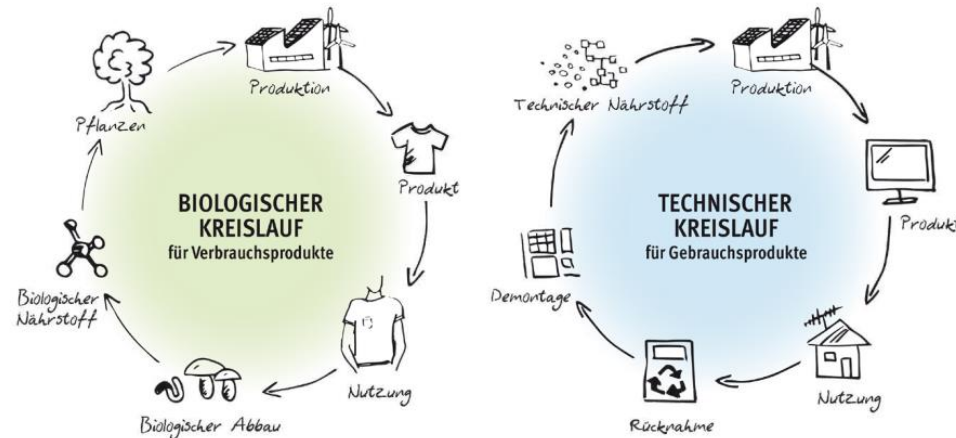 Produktion
Produkt
Nutzung
Biologischer Abbau
Biologischer
Nährstoff
Pflanzen
BIOLOGISCHER
KREISLAUF
für Verbrauchsprodukte
Produktion
Produkt
Nutzung
Rücknahme
Demontage
Technischer Nährstoff
TECHNISCHER
KREISLAUF
für Gebrauchsprodukte